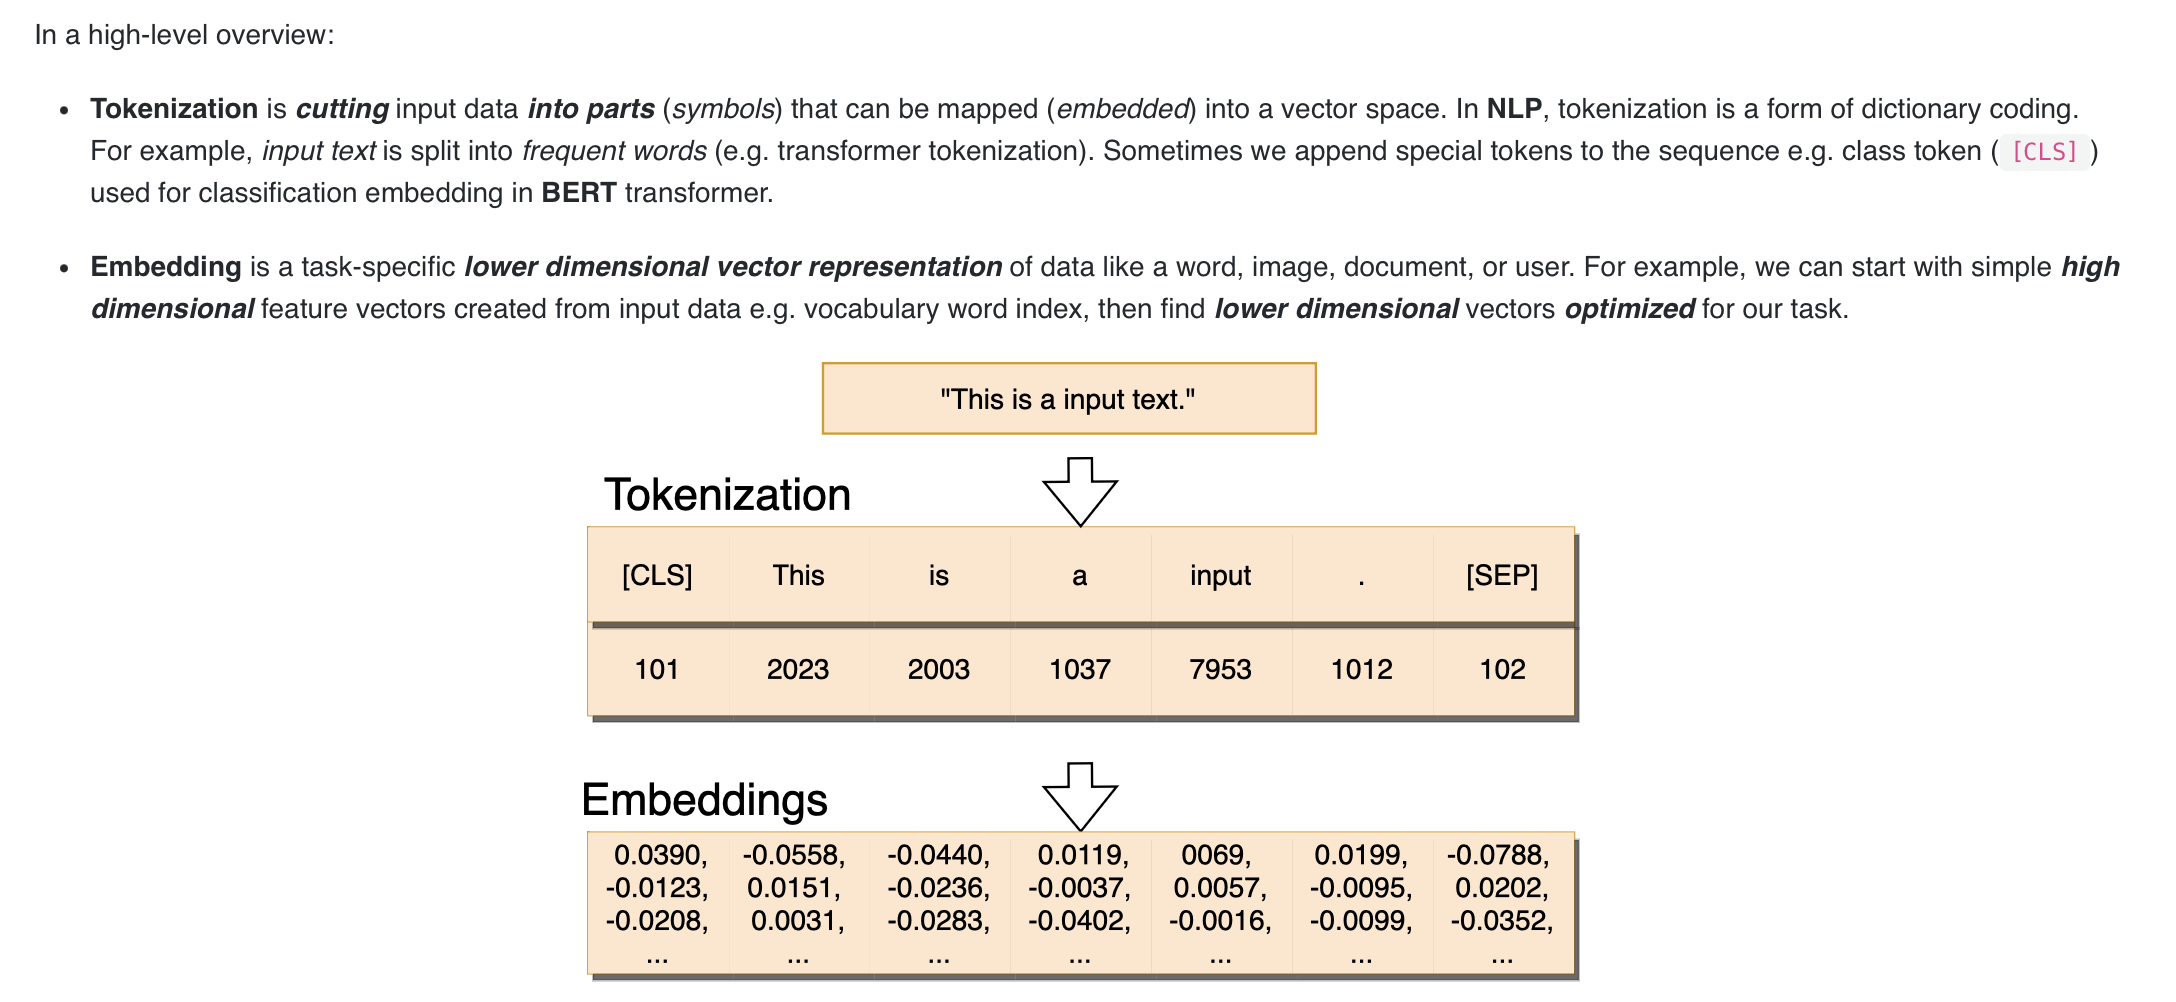 In a high-level overview:
• Tokenization is cutting input data into parts (symbols) that can be mapped (embedded) into a vector space. In NLP, tokenization is a form of dictionary coding.
For example, input text is split into frequent words (e.g. transformer tokenization). Sometimes we append special tokens to the sequence e.g. class token ( [CLS] )
used for classification embedding in BERT transformer.
• Embedding is a task-specific lower dimensional vector representation of data like a word, image, document, or user. For example, we can start with simple high
dimensional feature vectors created from input data e.g. vocabulary word index, then find lower dimensional vectors optimized for our task.
"This is a input text."
Tokenization
[CLS] This is a input . [SEP]
101 2023 2003 1037 7953 1012 102
Embeddings
0.0390, -0.0558, -0.0440, 0.0119, 0069, 0.0199, -0.0788,
-0.0123, 0.0151, -0.0236, -0.0037, 0.0057, -0.0095, 0.0202,
-0.0208, 0.0031, -0.0283, -0.0402, -0.0016, -0.0099, -0.0352,
... ... ... ... ... ... ...